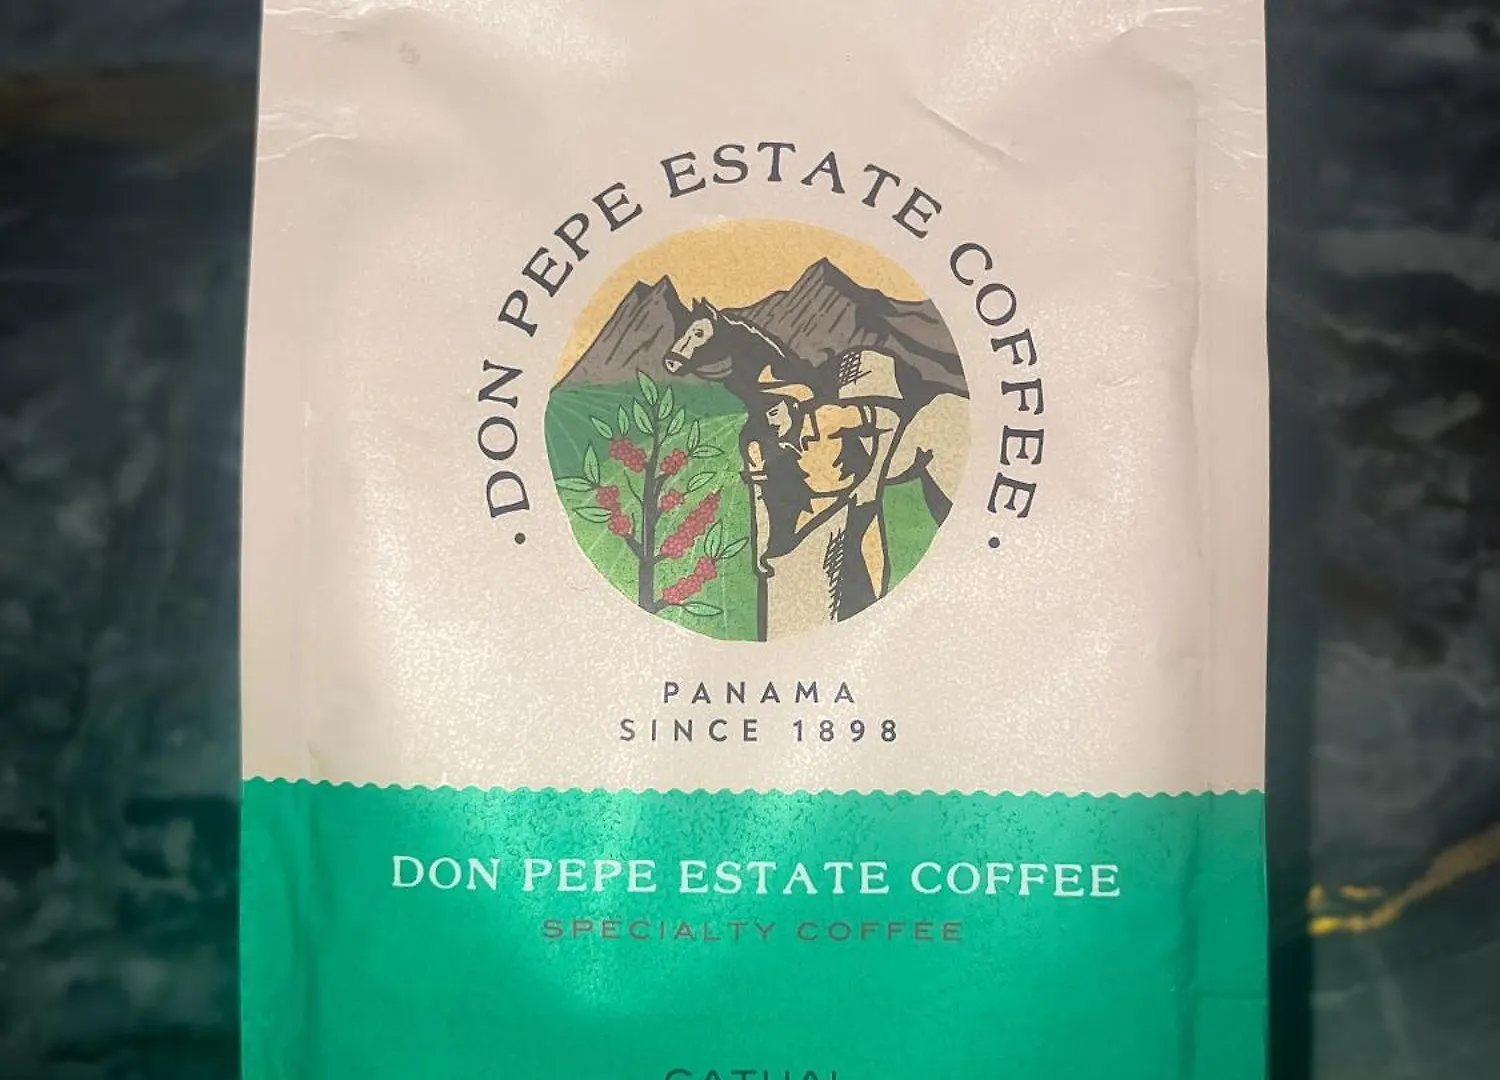 · DON PEPE ESTATE COFFEE ·
PANAMA
SINCE 1898
DON PEPE ESTATE COFFEE
SPECIALTY COFFEE